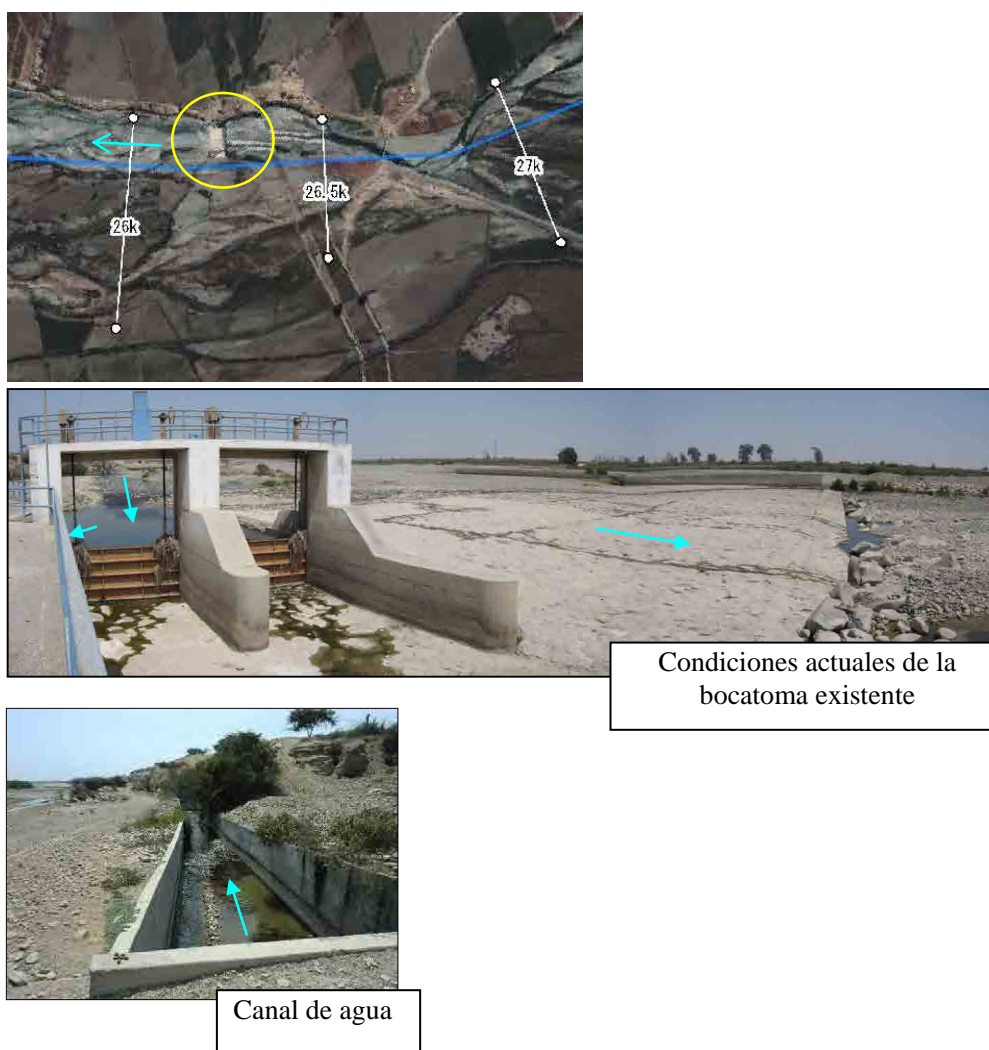 26k
26.5k
27k
Condiciones actuales de la
bocatoma existente
Canal de agua